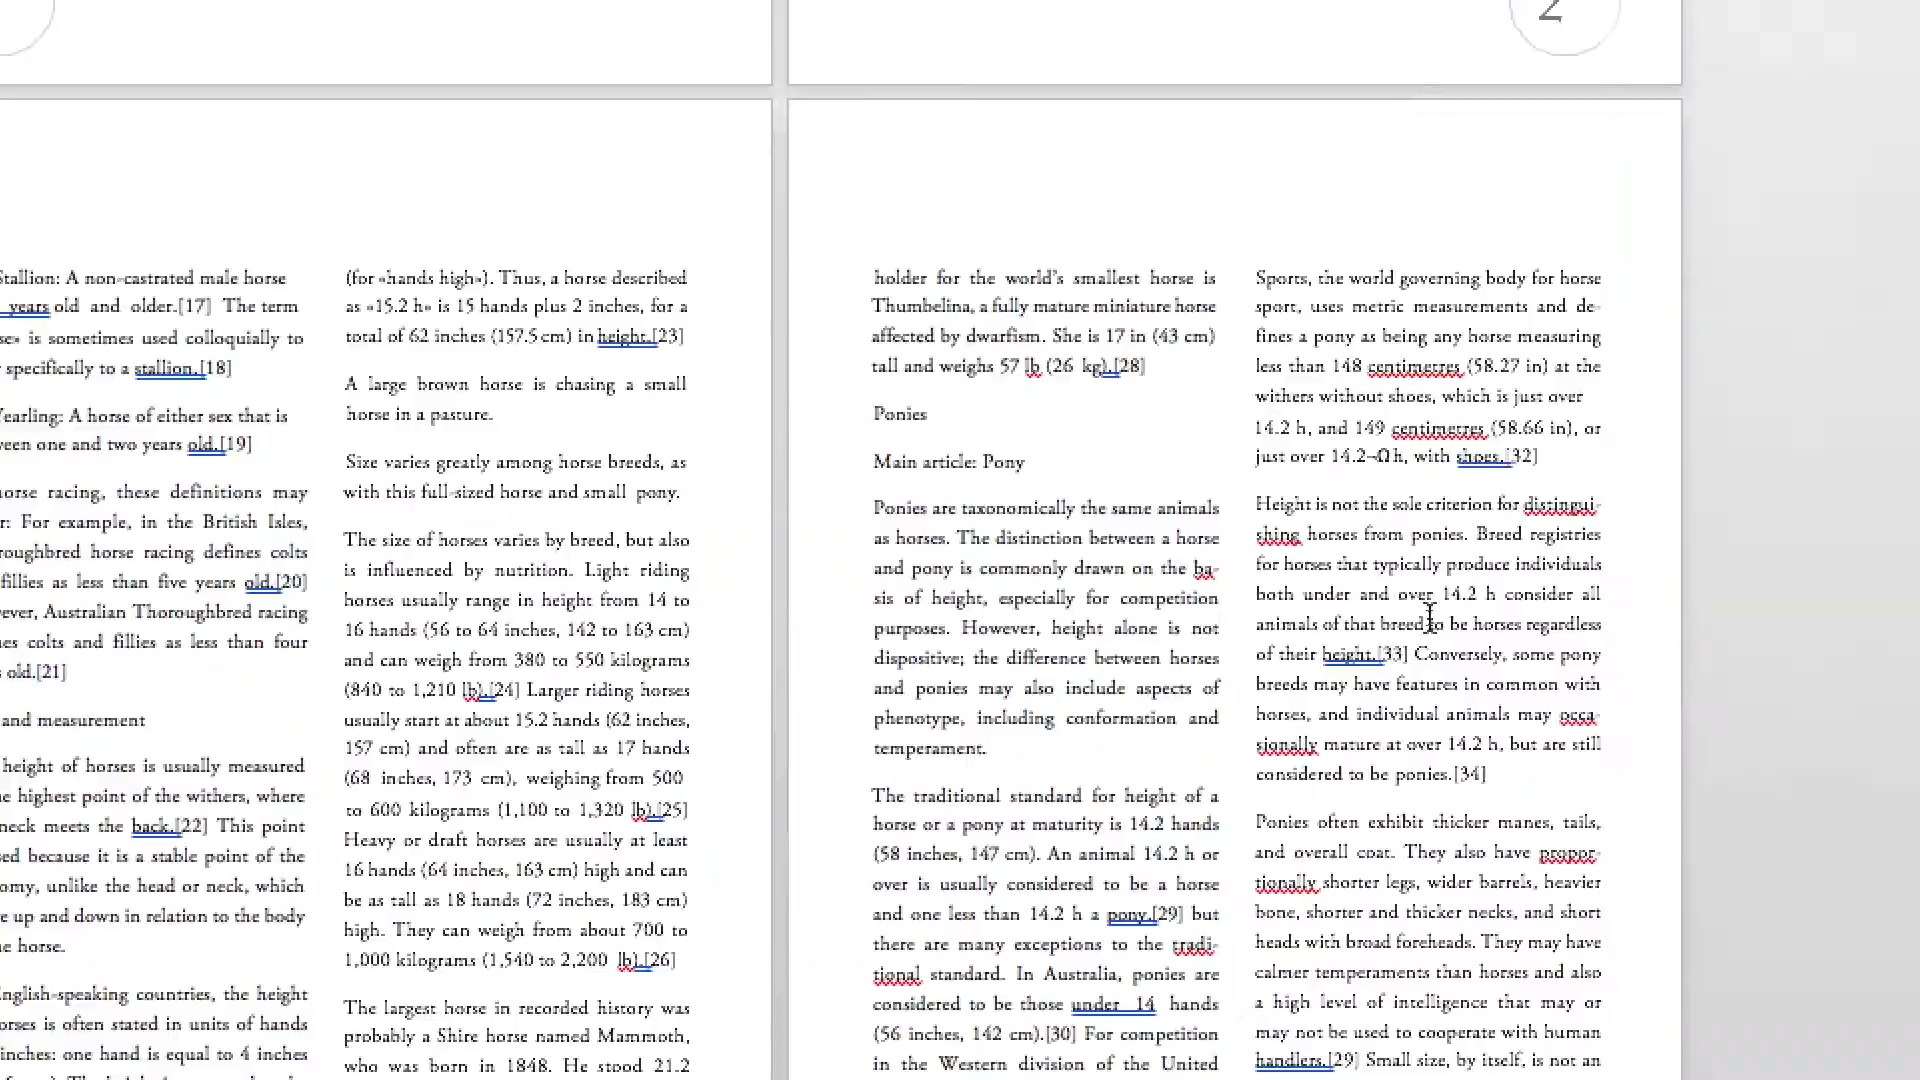 2
Stallion: A non-castrated male horse
years old and older.[17] The term
is sometimes used colloquially to
specifically to a stallion.[18]
Yearling: A horse of either sex that is
one and two years old.[19]
racing, these definitions may
For example, in the British Isles,
horse racing defines colts
fillies as less than five years old.[20]
Australian Thoroughbred racing
colts and fillies as less than four
old.[21]
and measurement
height of horses is usually measured
highest point of the withers, where
neck meets the back.[22] This point
because it is a stable point of the
unlike the head or neck, which
up and down in relation to the body
horse.
English-speaking countries, the height
is often stated in units of hands
inches: one hand is equal to 4 inches
(for «hands high»). Thus, a horse described
as «15.2 h» is 15 hands plus 2 inches, for a
total of 62 inches (157.5 cm) in height.[23]
A large brown horse is chasing a small
horse in a pasture.
Size varies greatly among horse breeds, as
with this full-sized horse and small pony.
The size of horses varies by breed, but also
is influenced by nutrition. Light riding
horses usually range in height from 14 to
16 hands (56 to 64 inches, 142 to 163 cm)
and can weigh from 380 to 550 kilograms
(840 to 1,210 lb).[24] Larger riding horses
usually start at about 15.2 hands (62 inches,
157 cm) and often are as tall as 17 hands
(68 inches, 173 cm), weighing from 500
to 600 kilograms (1,100 to 1,320 lb).[25]
Heavy or draft horses are usually at least
16 hands (64 inches, 163 cm) high and can
be as tall as 18 hands (72 inches, 183 cm)
high. They can weigh from about 700 to
1,000 kilograms (1,540 to 2,200 lb).[26]
The largest horse in recorded history was
probably a Shire horse named Mammoth,
who was born in 1848. He stood 21.2
holder for the world's smallest horse is
Thumbelina, a fully mature miniature horse
affected by dwarfism. She is 17 in (43 cm)
tall and weighs 57 lb (26 kg).[28]
Ponies
Main article: Pony
Ponies are taxonomically the same animals
as horses. The distinction between a horse
and pony is commonly drawn on the ba-
sis of height, especially for competition
purposes. However, height alone is not
dispositive; the difference between horses
and ponies may also include aspects of
phenotype, including conformation and
temperament.
The traditional standard for height of a
horse or a pony at maturity is 14.2 hands
(58 inches, 147 cm). An animal 14.2 h or
over is usually considered to be a horse
and one less than 14.2 h a pony,[29] but
there are many exceptions to the tradi-
tional standard. In Australia, ponies are
considered to be those under 14 hands
(56 inches, 142 cm).[30] For competition
in the Western division of the United
Sports, the world governing body for horse
sport, uses metric measurements and de-
fines a pony as being any horse measuring
less than 148 centimetres (58.27 in) at the
withers without shoes, which is just over
14.2 h, and 149 centimetres (58.66 in), or
just over 14.2–Ω h, with shoes.[32]
Height is not the sole criterion for distingui-
shing horses from ponies. Breed registries
for horses that typically produce individuals
both under and over 14.2 h consider all
animals of that breed to be horses regardless
of their height.[33] Conversely, some pony
breeds may have features in common with
horses, and individual animals may occa-
sionally mature at over 14.2 h, but are still
considered to be ponies.[34]
Ponies often exhibit thicker manes, tails,
and overall coat. They also have propor-
tionally shorter legs, wider barrels, heavier
bone, shorter and thicker necks, and short
heads with broad foreheads. They may have
calmer temperaments than horses and also
a high level of intelligence that may or
may not be used to cooperate with human
handlers.[29] Small size, by itself, is not an